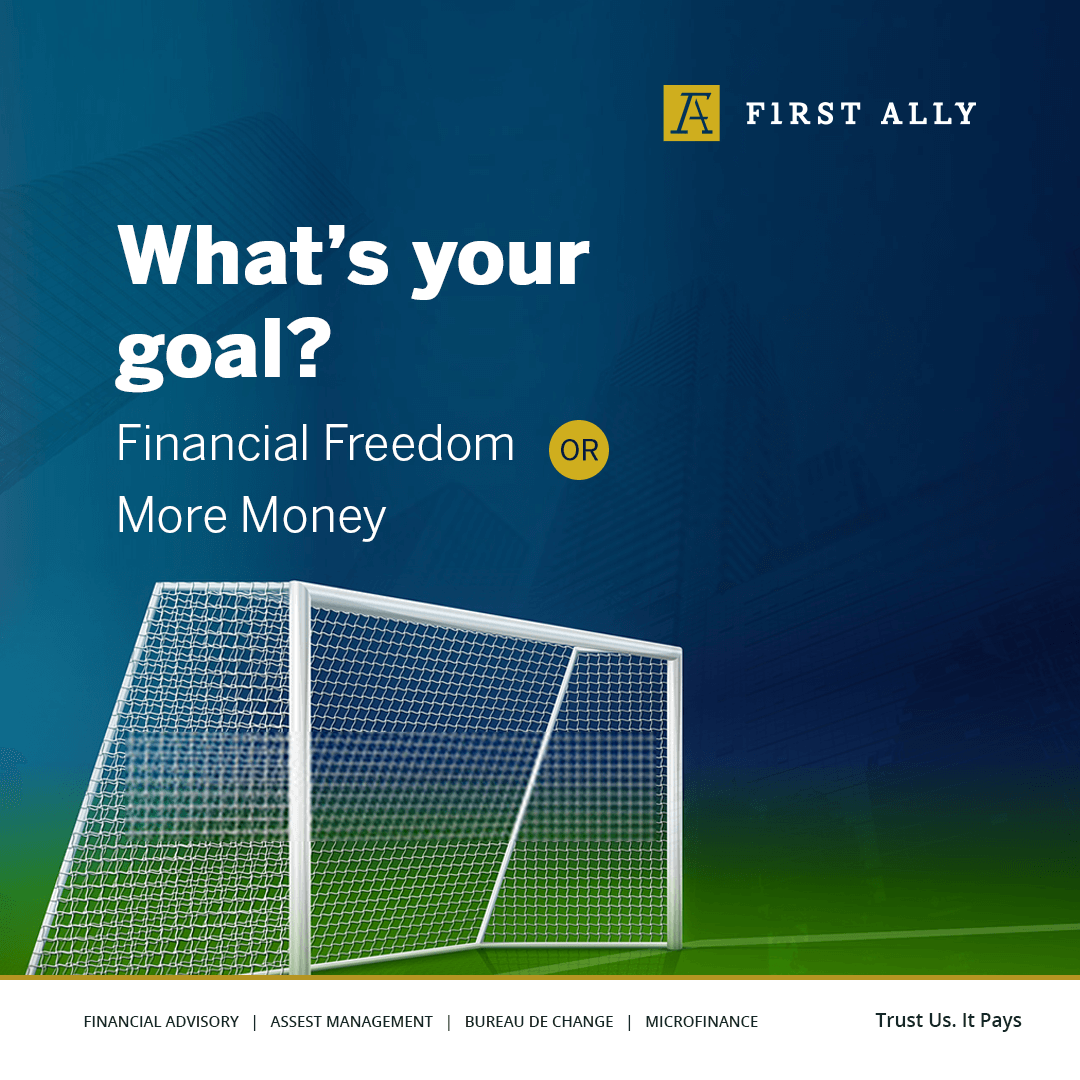 FIRST ALLY
What's your
goal?
Financial Freedom OR
More Money
FINANCIAL ADVISORY | ASSEST MANAGEMENT | BUREAU DE CHANGE | MICROFINANCE
Trust Us. It Pays